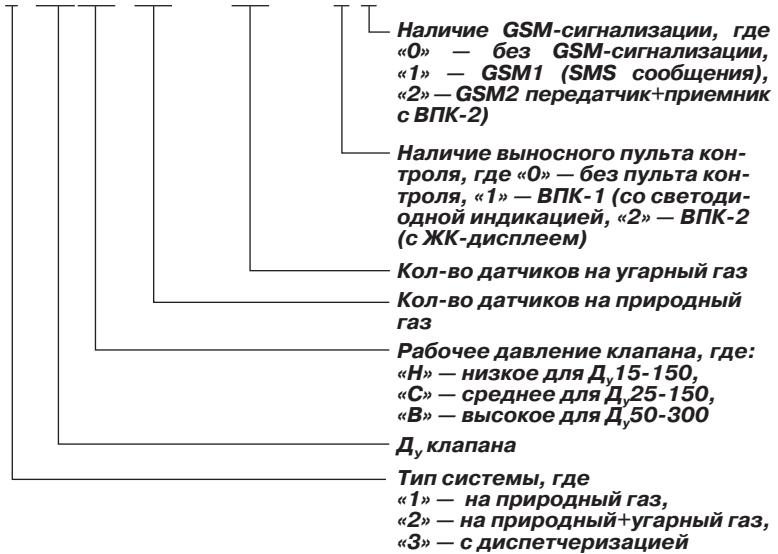 Наличие GSM-сигнализации, где
«0» — без GSM-сигнализации,
«1» — GSM1 (SMS сообщения),
«2» — GSM2 передатчик+приемник
с ВПК-2)
Наличие выносного пульта кон-
троля, где «0» — без пульта кон-
троля, «1» — ВПК-1 (со светоди-
одной индикацией, «2» — ВПК-2
(с ЖК-дисплеем)
Кол-во датчиков на угарный газ
Кол-во датчиков на природный
газ
Рабочее давление клапана, где:
«Н» — низкое для Ду15-150,
«С» — среднее для Ду25-150,
«В» — высокое для Ду50-300
Ду клапана
Тип системы, где
«1» — на природный газ,
«2» — на природный+угарный газ,
«3» — с диспетчеризацией